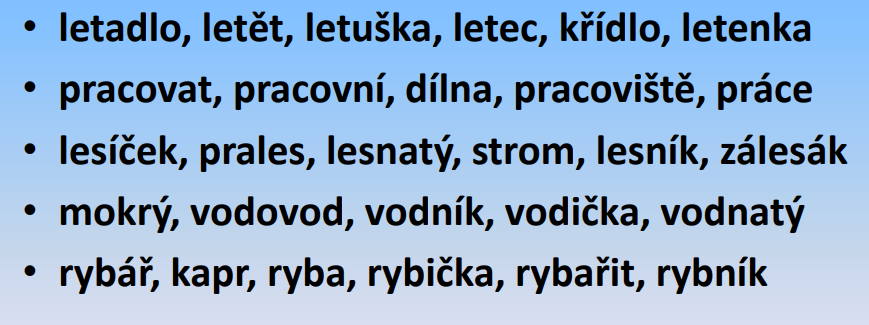 • letadlo, letět, letuška, letec, křídlo, letenka
• pracovat, pracovní, dílna, pracoviště, práce
• lesíček, prales, lesnatý, strom, lesník, zálesák
• mokrý, vodovod, vodník, vodička, vodnatý
• rybář, kapr, ryba, rybička, rybařit, rybník